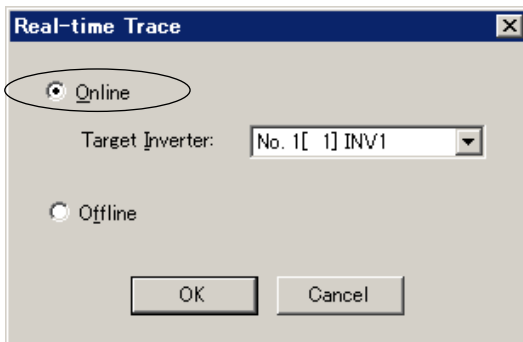 Real-time Trace
Online
Target Inverter: No. 1[  1] INV1
Offline
OK Cancel